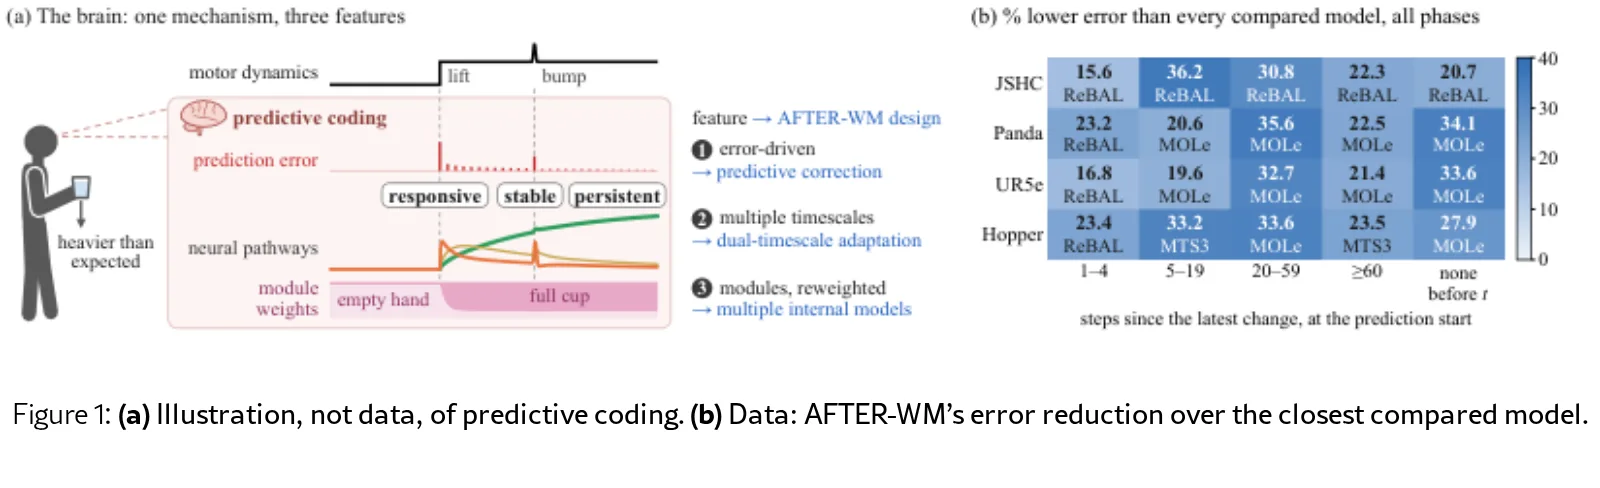 (a) The brain: one mechanism, three features
motor dynamics
lift
bump
predictive coding
prediction error
responsive
stable
persistent
neural pathways
heavier than
expected
module
weights
empty hand
full cup
feature → AFTER-WM design
1 error-driven
→ predictive correction
2 multiple timescales
→ dual-timescale adaptation
3 modules, reweighted
→ multiple internal models
(b) % lower error than every compared model, all phases
JSHC
15.6 36.2 30.8 22.3 20.7
ReBAL ReBAL ReBAL ReBAL ReBAL
Panda
23.2 20.6 35.6 22.5 34.1
ReBAL MOLe MOLe MOLe MOLe
UR5e
16.8 19.6 32.7 21.4 33.6
ReBAL MOLe MOLe MOLe MOLe
Hopper
23.4 33.2 33.6 23.5 27.9
ReBAL MTS3 MOLe MTS3 MOLe
1–4 5–19 20–59 ≥60 none
before t
steps since the latest change, at the prediction start
40
30
20
10
0
Figure 1: (a) Illustration, not data, of predictive coding. (b) Data: AFTER-WM's error reduction over the closest compared model.